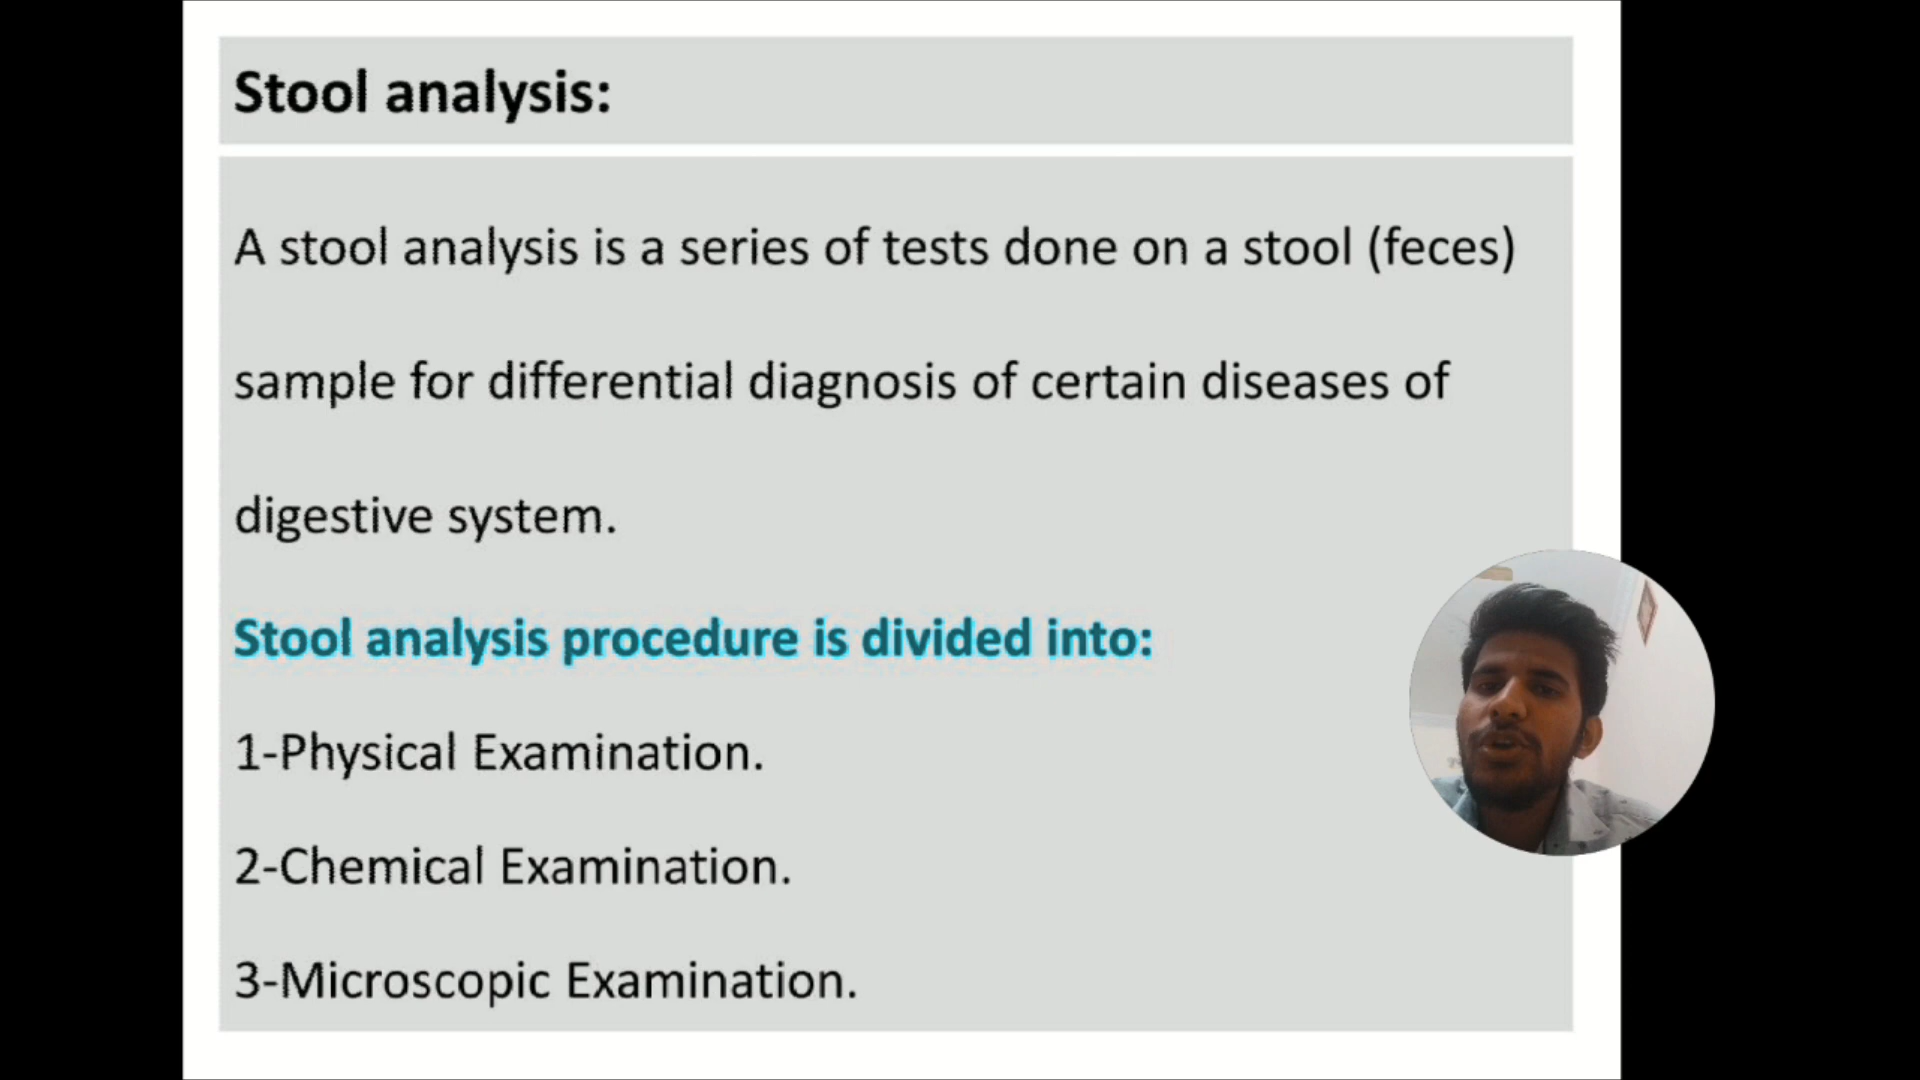 Stool analysis:
A stool analysis is a series of tests done on a stool (feces)
sample for differential diagnosis of certain diseases of
digestive system.
Stool analysis procedure is divided into:
1-Physical Examination.
2-Chemical Examination.
3-Microscopic Examination.